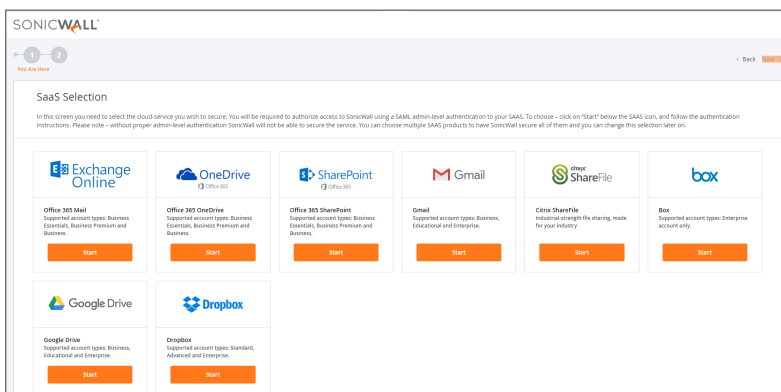 SONICWALL
1 2
You Are Here
< Back Next
SaaS Selection
In this screen you need to select the cloud-service you wish to secure. You will be required to authorize access to SonicWall using a SAML admin-level authentication to your SAAS. To choose – click on "Start" below the SAAS icon, and follow the authentication
instructions. Please note – without proper admin-level authentication SonicWall will not be able to secure the service. You can choose multiple SAAS products to have SonicWall secure all of them and you can change this selection later on.
Exchange
Online
Office 365 Mail
Supported account types: Business
Essentials, Business Premium and
Business.
Start
OneDrive
Office 365
Office 365 OneDrive
Supported account types: Business
Essentials, Business Premium and
Business.
Start
SharePoint
Office 365
Office 365 SharePoint
Supported account types: Business
Essentials, Business Premium and
Business.
Start
Gmail
Gmail
Supported account types: Business,
Educational and Enterprise.
Start
citrix
ShareFile
Citrix ShareFile
Industrial-strength file sharing, made
for your industry
Start
box
Box
Supported account types: Enterprise
account only.
Start
Google Drive
Google Drive
Supported account types: Business,
Educational and Enterprise.
Start
Dropbox
Dropbox
Supported account types: Standard,
Advanced and Enterprise.
Start